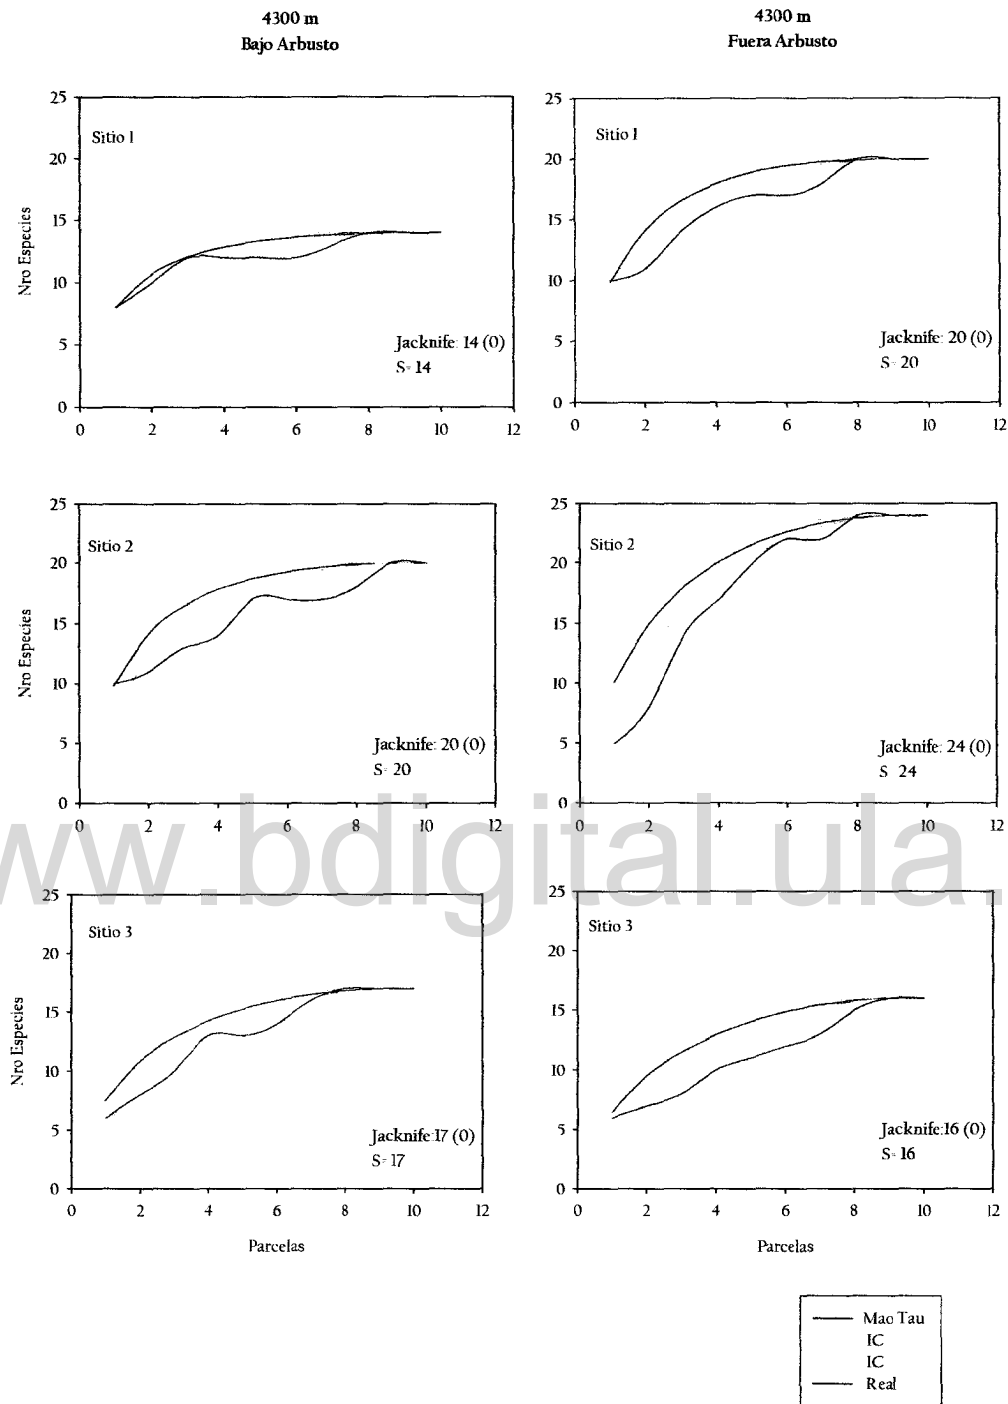 4300 m
Bajo Arbusto
4300 m
Fuera Arbusto
25
20
15
10
5
0
Nro Especies
Sitio 1
Jacknife: 14 (0)
S= 14
0 2 4 6 8 10 12
25
20
15
10
5
0
Sitio 1
Jacknife: 20 (0)
S= 20
0 2 4 6 8 10 12
25
20
15
10
5
0
Nro Especies
Sitio 2
Jacknife: 20 (0)
S= 20
0 2 4 6 8 10 12
25
20
15
10
5
0
Sitio 2
Jacknife: 24 (0)
S 24
0 2 4 6 8 10 12
ww.bdigital.ula.
25
20
15
10
5
0
Nro Especies
Sitio 3
Jacknife:17 (0)
S= 17
0 2 4 6 8 10 12
Parcelas
25
20
15
10
5
0
Sitio 3
Jacknife:16 (0)
S= 16
0 2 4 6 8 10 12
Parcelas
Mao Tau
IC
IC
Real